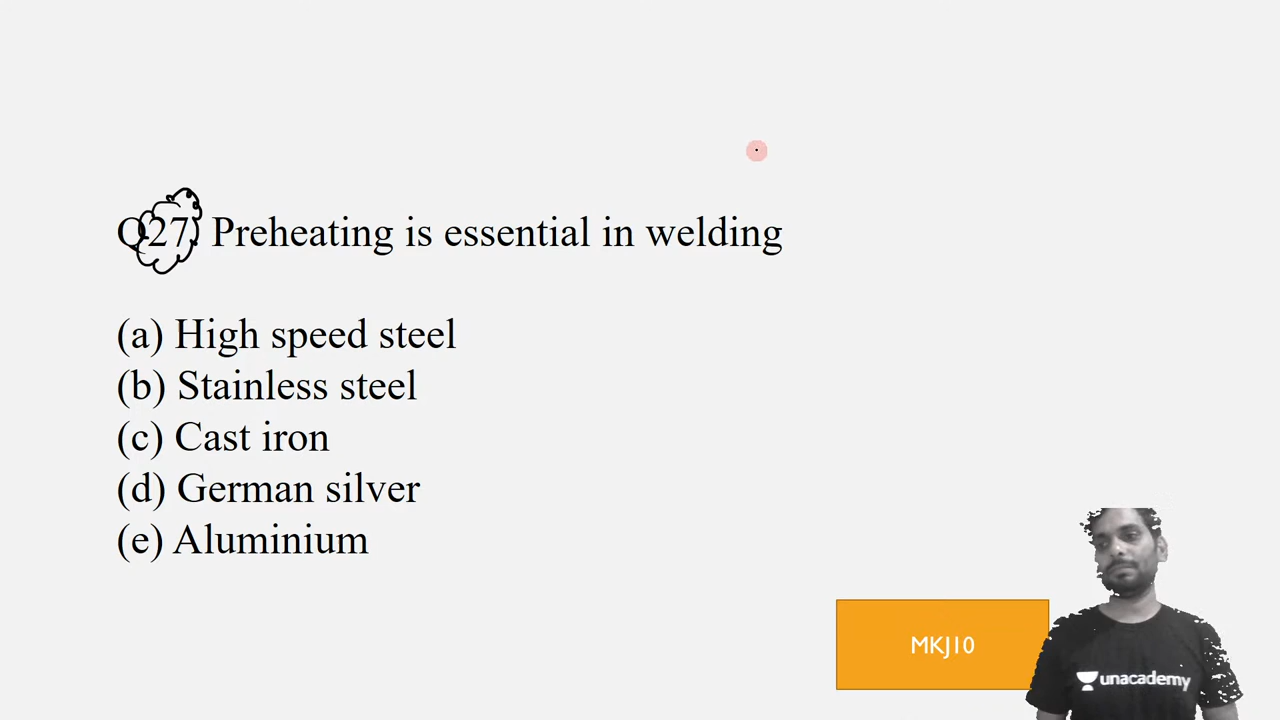 Q27. Preheating is essential in welding
(a) High speed steel
(b) Stainless steel
(c) Cast iron
(d) German silver
(e) Aluminium
MKJ10
unacademy